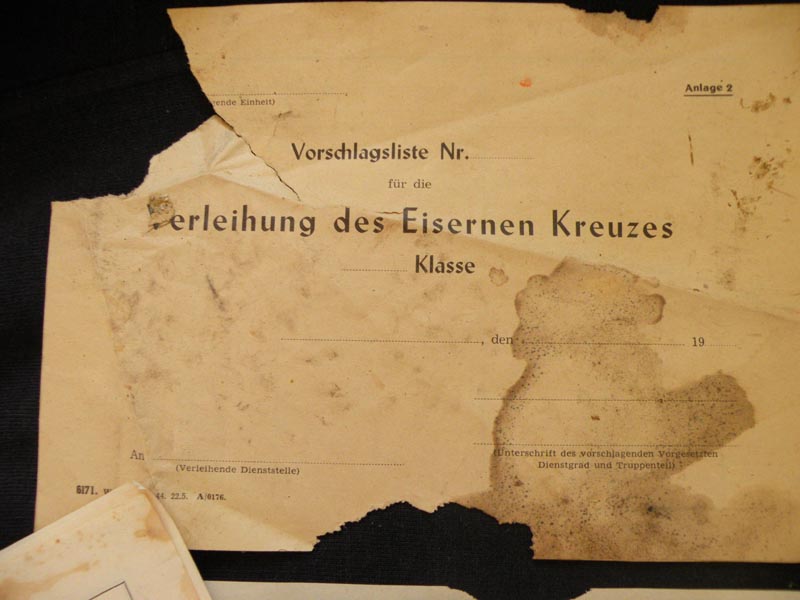 Anlage 2
ende Einheit)
Vorschlagsliste Nr.
für die
Verleihung des Eisernen Kreuzes
Klasse
, den 19
(Unterschrift des vorschlagenden Vorgesetzten
Dienstgrad und Truppenteil)
An
(Verleihende Dienststelle)
6171. 44. 22.5. A/0176.